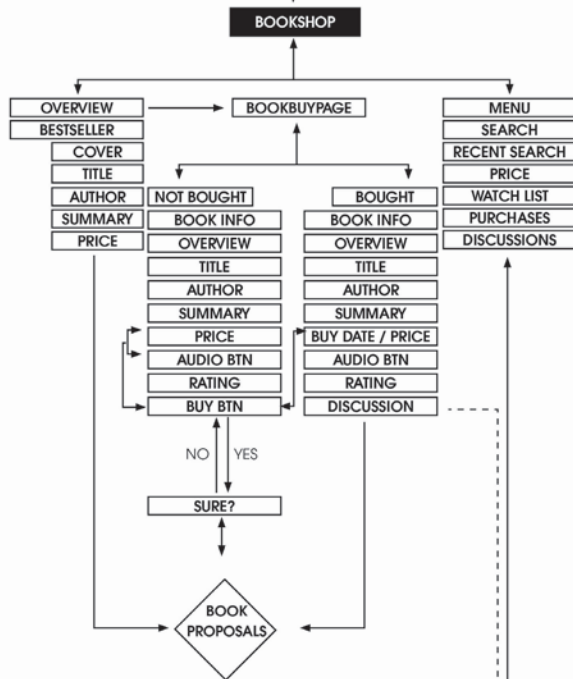 BOOKSHOP
OVERVIEW
BESTSELLER
COVER
TITLE
AUTHOR
SUMMARY
PRICE
BOOKBUYPAGE
NOT BOUGHT
BOOK INFO
OVERVIEW
TITLE
AUTHOR
SUMMARY
PRICE
AUDIO BTN
RATING
BUY BTN
NO
YES
SURE?
BOUGHT
BOOK INFO
OVERVIEW
TITLE
AUTHOR
SUMMARY
BUY DATE / PRICE
AUDIO BTN
RATING
DISCUSSION
MENU
SEARCH
RECENT SEARCH
PRICE
WATCH LIST
PURCHASES
DISCUSSIONS
BOOK
PROPOSALS